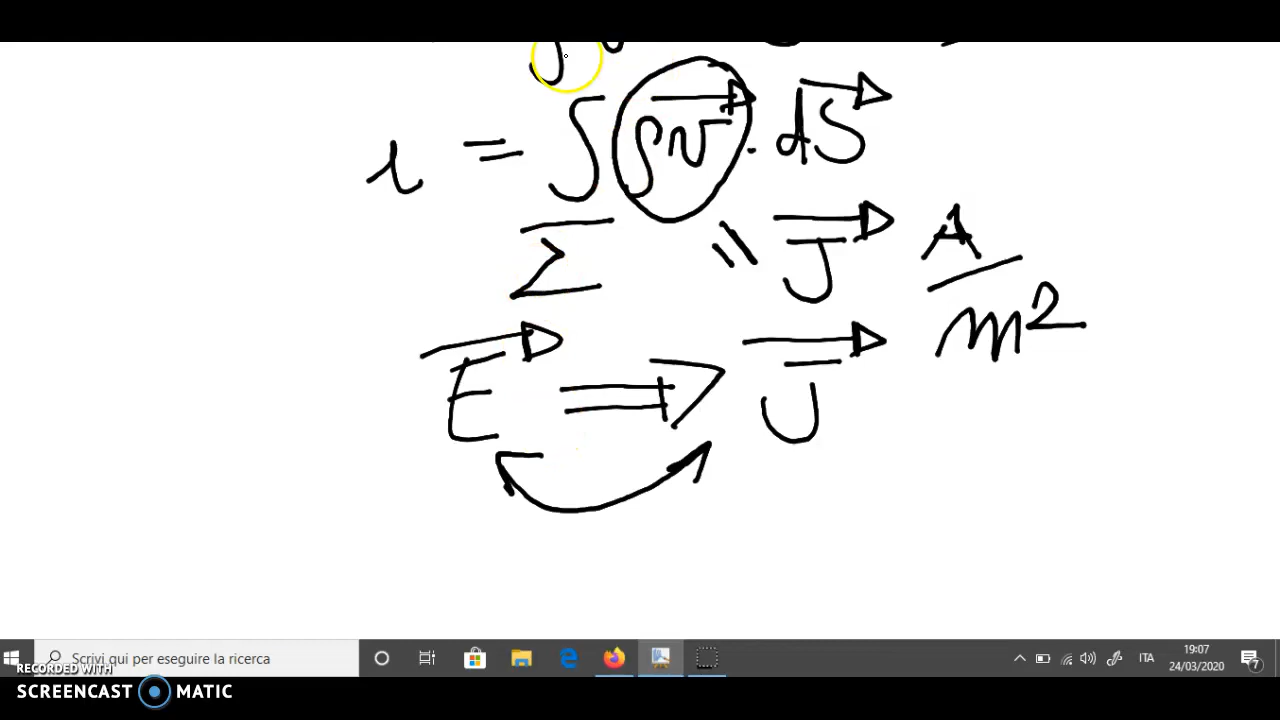 i = ∫ ρv⃗ · dS⃗
Σ = J⃗ A/m²
E⃗ ⟹ J⃗
Scrivi qui per eseguire la ricerca
ITA
19:07
24/03/2020
7
RECORDED WITH
SCREENCAST MATIC